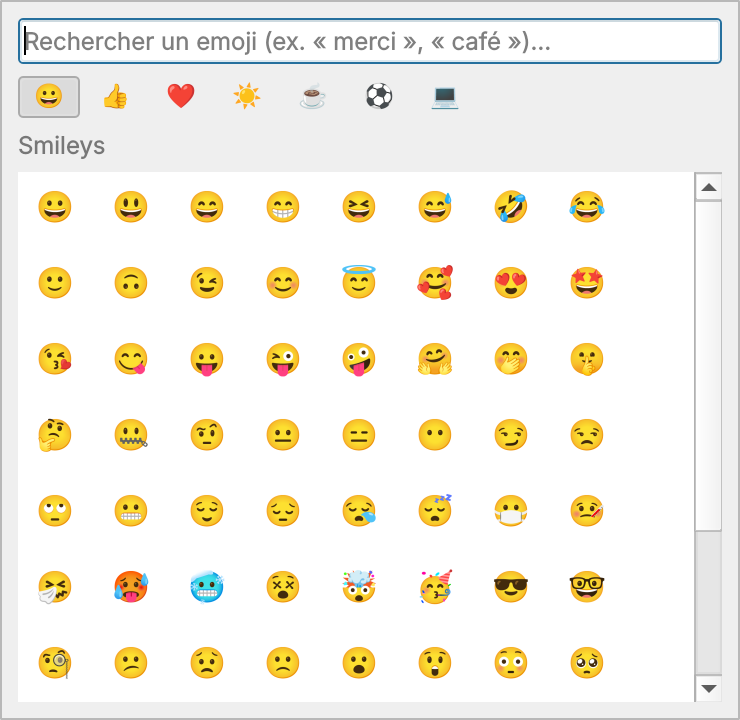 Rechercher un emoji (ex. « merci », « café »)...
Smileys